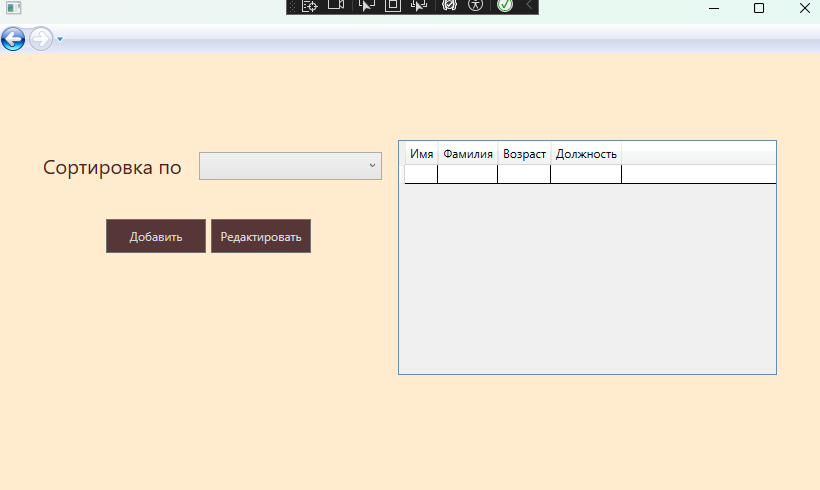 Сортировка по
Добавить Редактировать
Имя Фамилия Возраст Должность